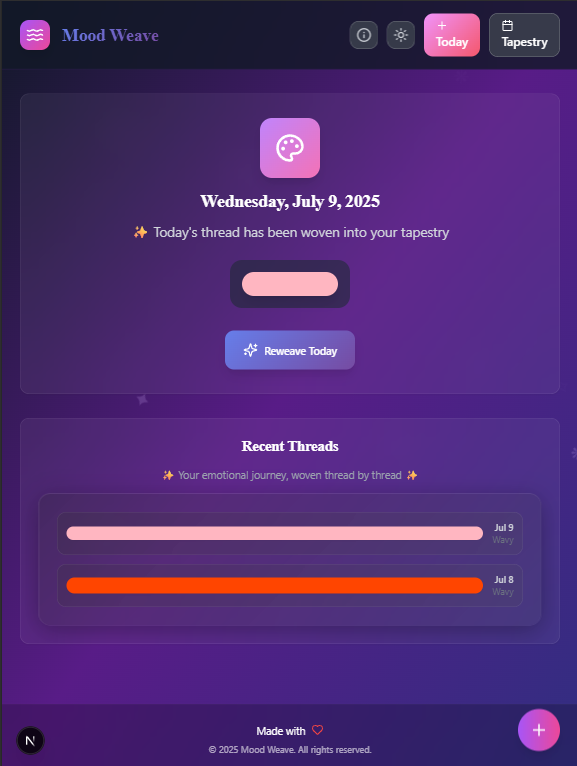 Mood Weave
Today
Tapestry
Wednesday, July 9, 2025
✨ Today's thread has been woven into your tapestry
Reweave Today
Recent Threads
✨ Your emotional journey, woven thread by thread ✨
Jul 9
Wavy
Jul 8
Wavy
Made with
© 2025 Mood Weave. All rights reserved.
N